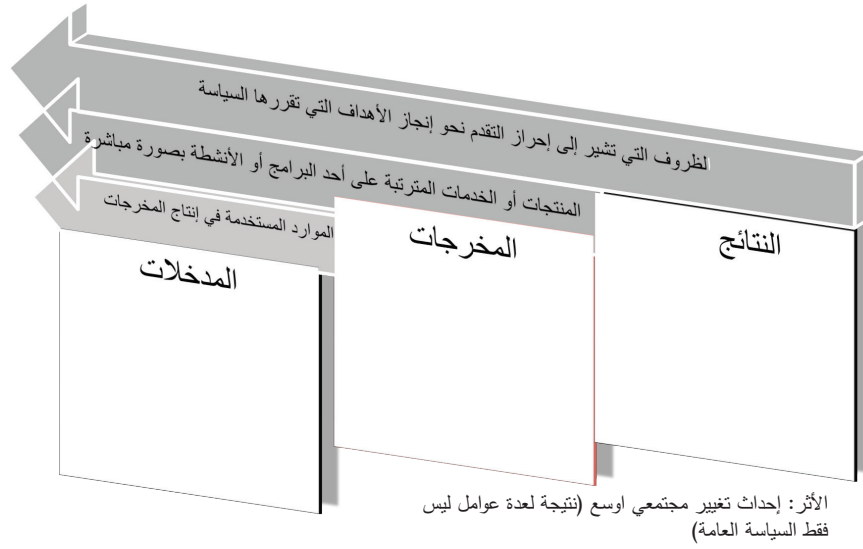 الظروف التي تشير إلى إحراز التقدم نحو إنجاز الأهداف التي تقررها السياسة
المنتجات أو الخدمات المترتبة على أحد البرامج أو الأنشطة بصورة مباشرة
الموارد المستخدمة في إنتاج المخرجات
النتائج
المخرجات
المدخلات
الأثر: إحداث تغيير مجتمعي اوسع (نتيجة لعدة عوامل ليس
فقط السياسة العامة)